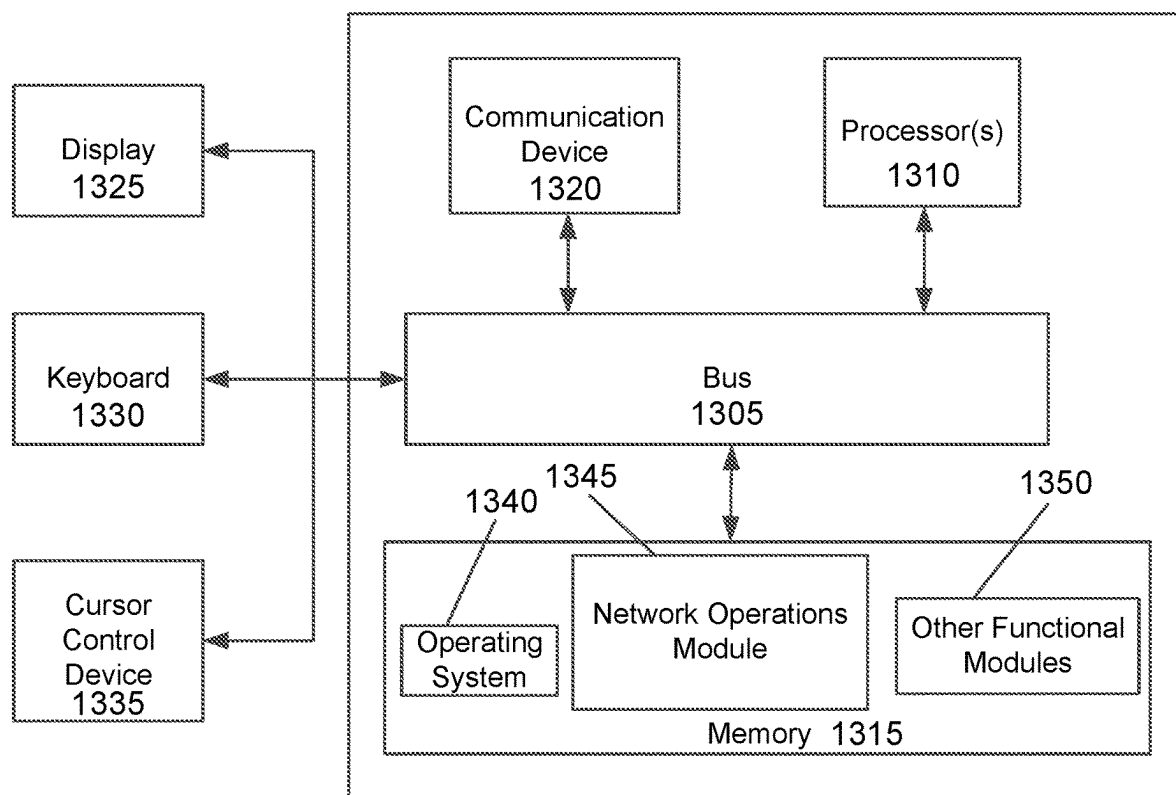 Communication
Device
1320
Processor(s)
1310
Display
1325
Keyboard
1330
Bus
1305
1345
1340
1350
Cursor
Control
Device
1335
Operating
System
Network Operations
Module
Other Functional
Modules
Memory 1315